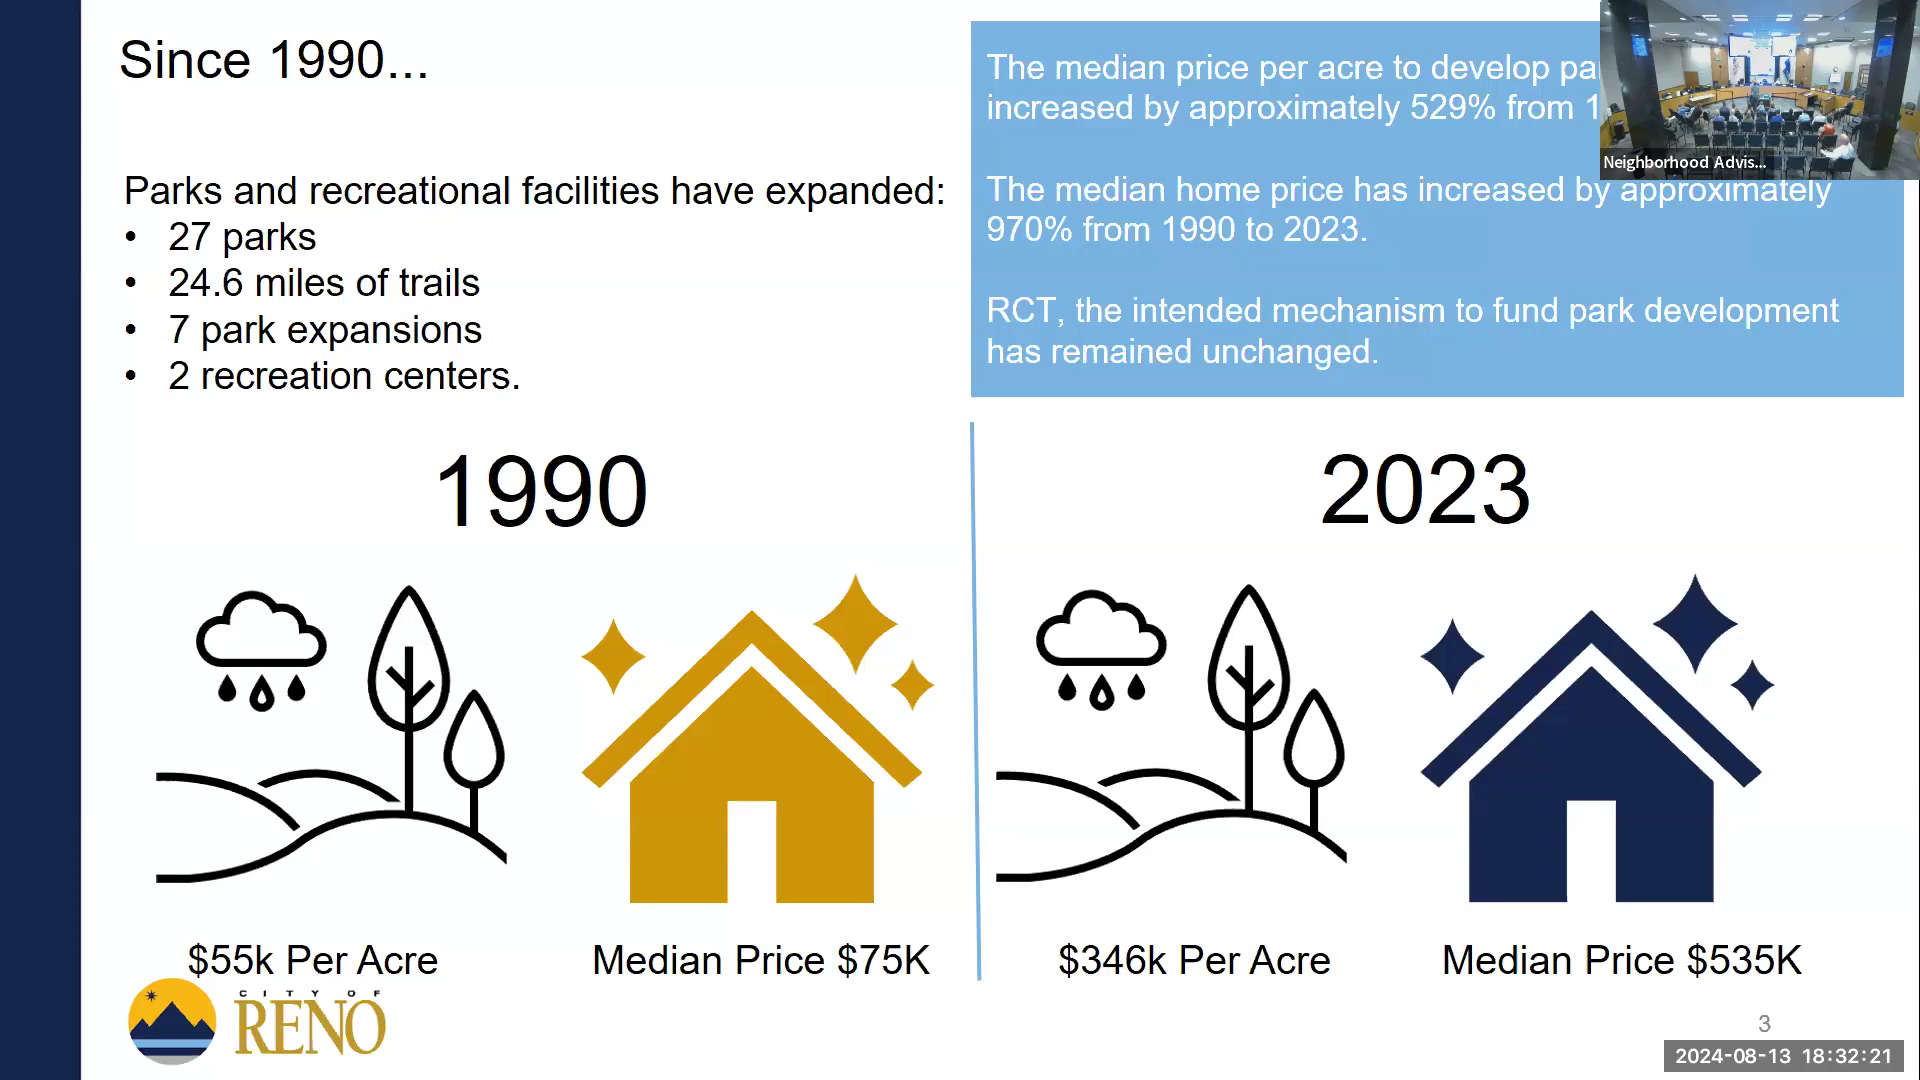 Since 1990...
Parks and recreational facilities have expanded:
• 27 parks
• 24.6 miles of trails
• 7 park expansions
• 2 recreation centers.
The median price per acre to develop
increased by approximately 529% from
The median home price has increased by approximately
970% from 1990 to 2023.
RCT, the intended mechanism to fund park development
has remained unchanged.
Neighborhood Advis...
1990
2023
$55k Per Acre
Median Price $75K
$346k Per Acre
Median Price $535K
CITY OF
RENO
3
2024-08-13 18:32:21